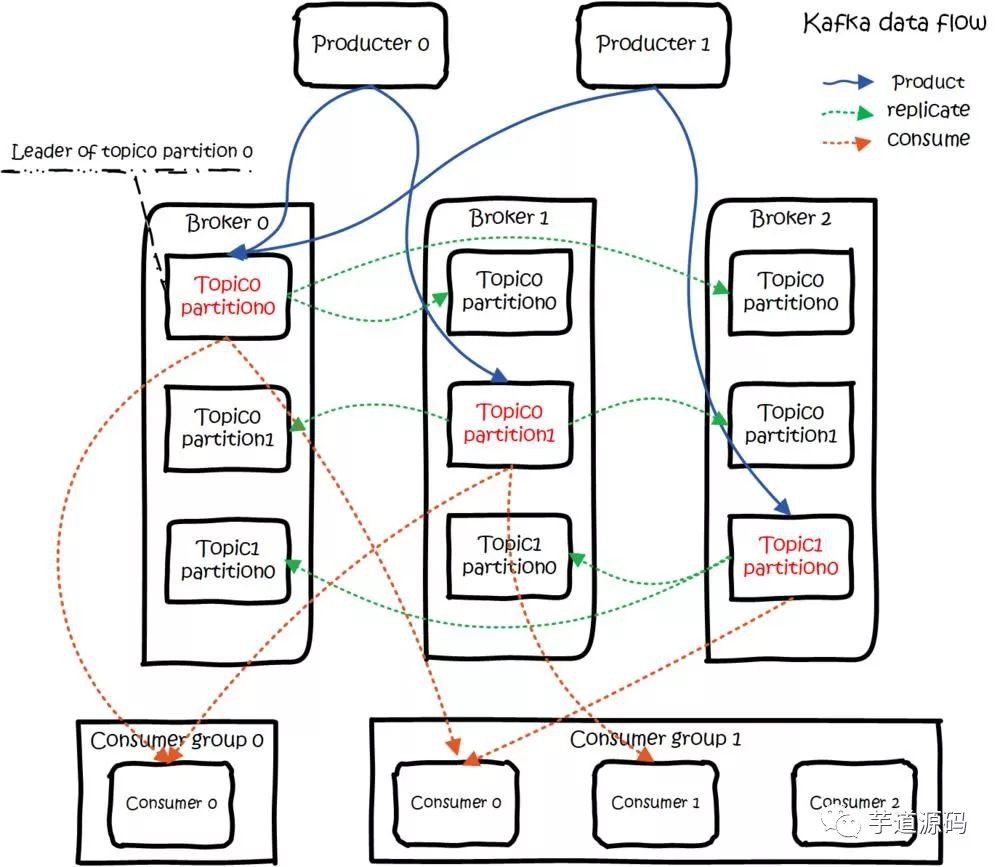 Producter 0
Producter 1
Kafka data flow
Product
replicate
consume
Leader of topic0 partition 0
Broker 0
Broker 1
Broker 2
Topic0
partition0
Topic0
partition0
Topic0
partition0
Topic0
partition1
Topic0
partition1
Topic0
partition1
Topic1
partition0
Topic1
partition0
Topic1
partition0
Consumer group 0
Consumer group 1
Consumer 0
Consumer 0
Consumer 1
Consumer 2
芋道源码